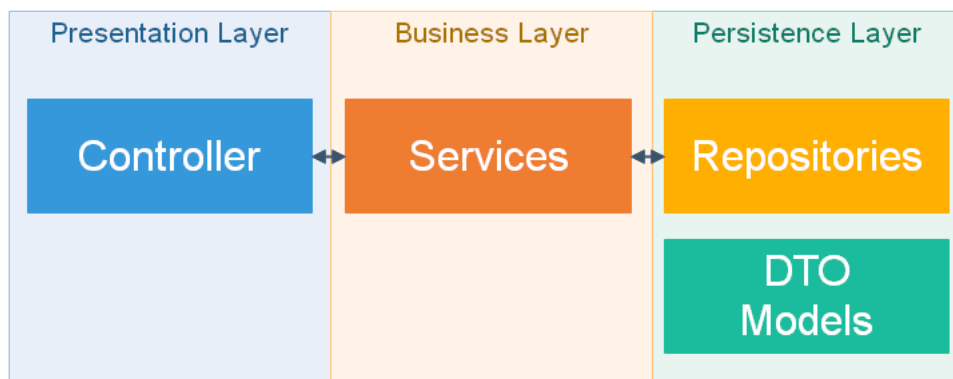 Presentation Layer
Business Layer
Persistence Layer
Controller
Services
Repositories
DTO
Models